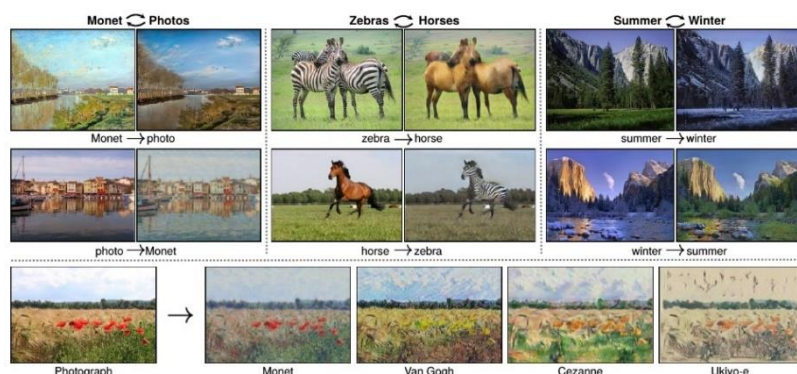 Monet Photos
Zebras Horses
Summer Winter
Monet → photo
zebra → horse
summer → winter
photo → Monet
horse → zebra
winter → summer
Photograph
Monet
Van Gogh
Cezanne
Ukiyo-e